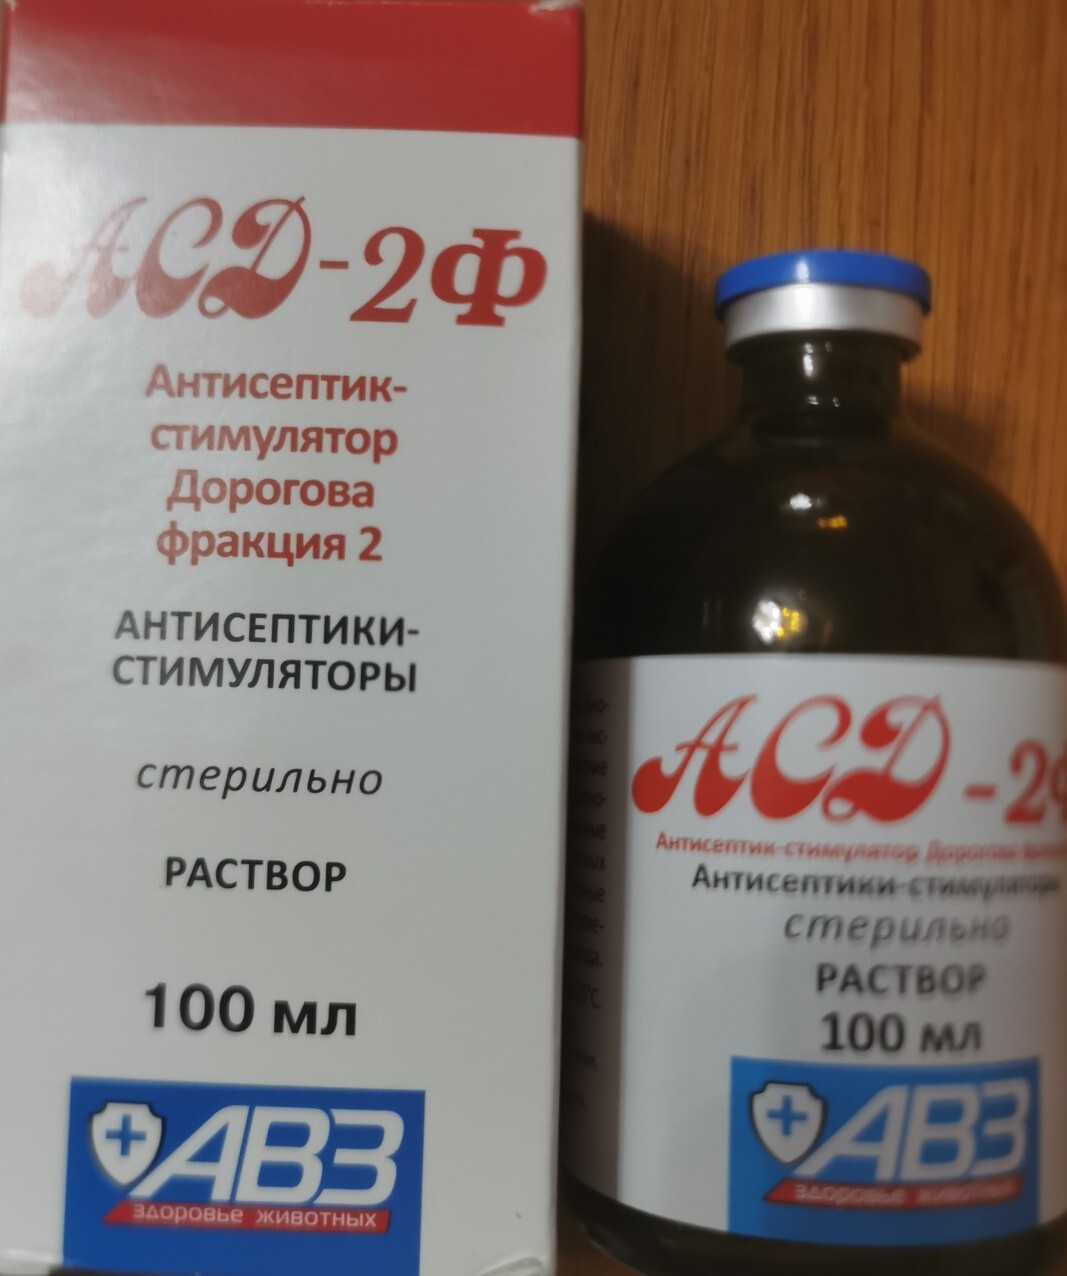 АСД-2Ф
Антисептик-
стимулятор
Дорогова
фракция 2
АНТИСЕПТИКИ-
СТИМУЛЯТОРЫ
стерильно
РАСТВОР
100 мл
АВЗ
здоровье животных
АСД-2Ф
Антисептик-стимулятор Дорогова
Антисептики-стимуляторы
стерильно
РАСТВОР
100 мл
АВЗ
здоровье животных